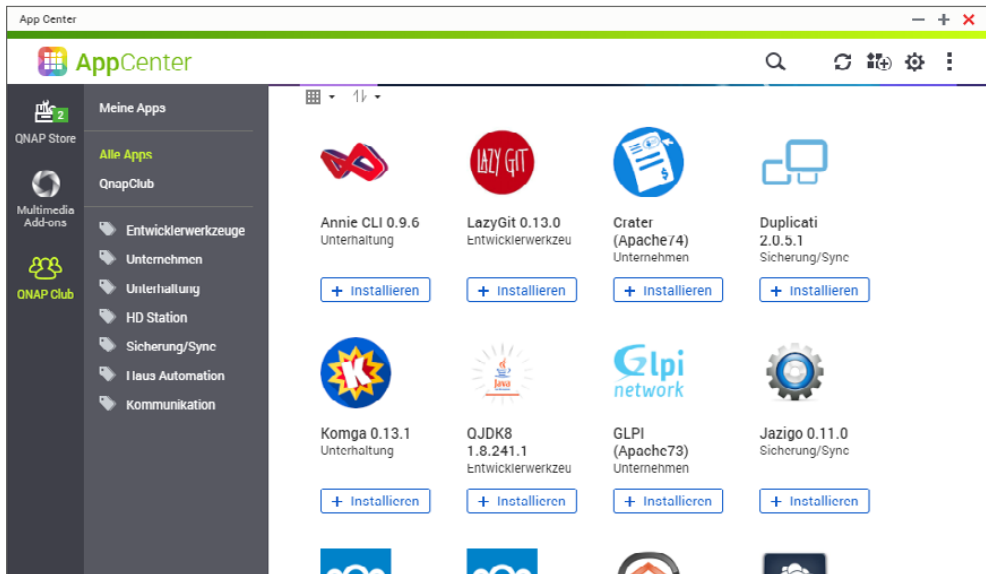 App Center
AppCenter
2
QNAP Store
Multimedia
Add-ons
QNAP Club
Meine Apps
Alle Apps
QnapClub
Entwicklerwerkzeuge
Unternehmen
Unterhaltung
HD Station
Sicherung/Sync
Haus Automation
Kommunikation
LAZY GIT
Annie CLI 0.9.6
Unterhaltung
+ Installieren
LazyGit 0.13.0
Entwicklerwerkzeu
+ Installieren
Crater
(Apache74)
Unternehmen
+ Installieren
Duplicati
2.0.5.1
Sicherung/Sync
+ Installieren
K
Java
Glpi
network
Komga 0.13.1
Unterhaltung
+ Installieren
QJDK8
1.8.241.1
Entwicklerwerkzeu
+ Installieren
GLPI
(Apache73)
Unternehmen
+ Installieren
Jazigo 0.11.0
Sicherung/Sync
+ Installieren